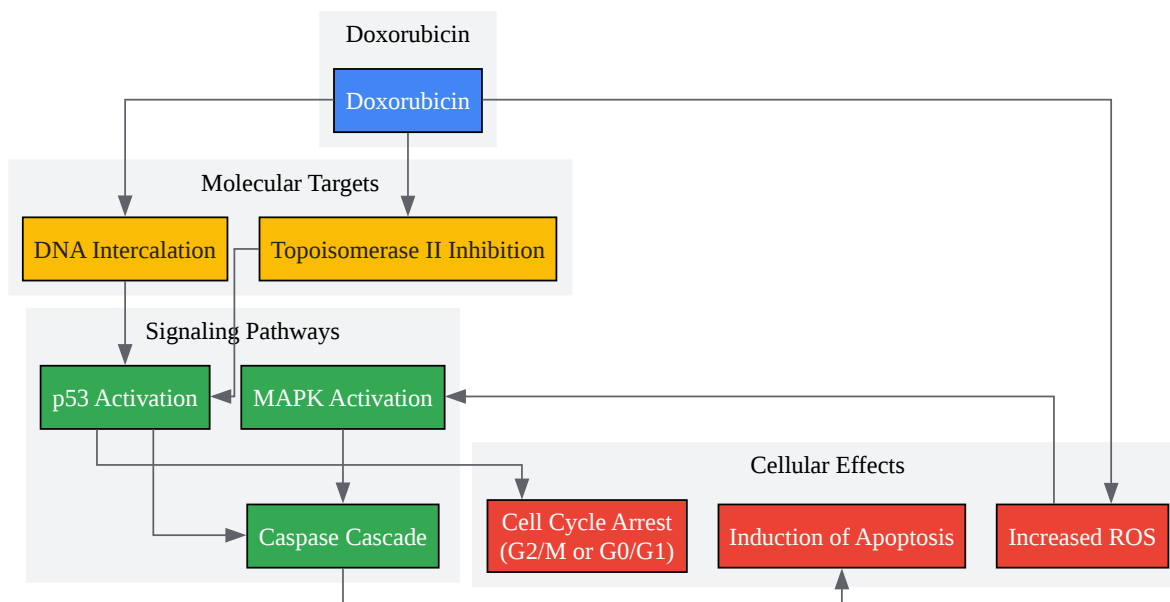 Doxorubicin
Doxorubicin
Molecular Targets
DNA Intercalation
Topoisomerase II Inhibition
Signaling Pathways
p53 Activation
MAPK Activation
Caspase Cascade
Cellular Effects
Cell Cycle Arrest
(G2/M or G0/G1)
Induction of Apoptosis
Increased ROS